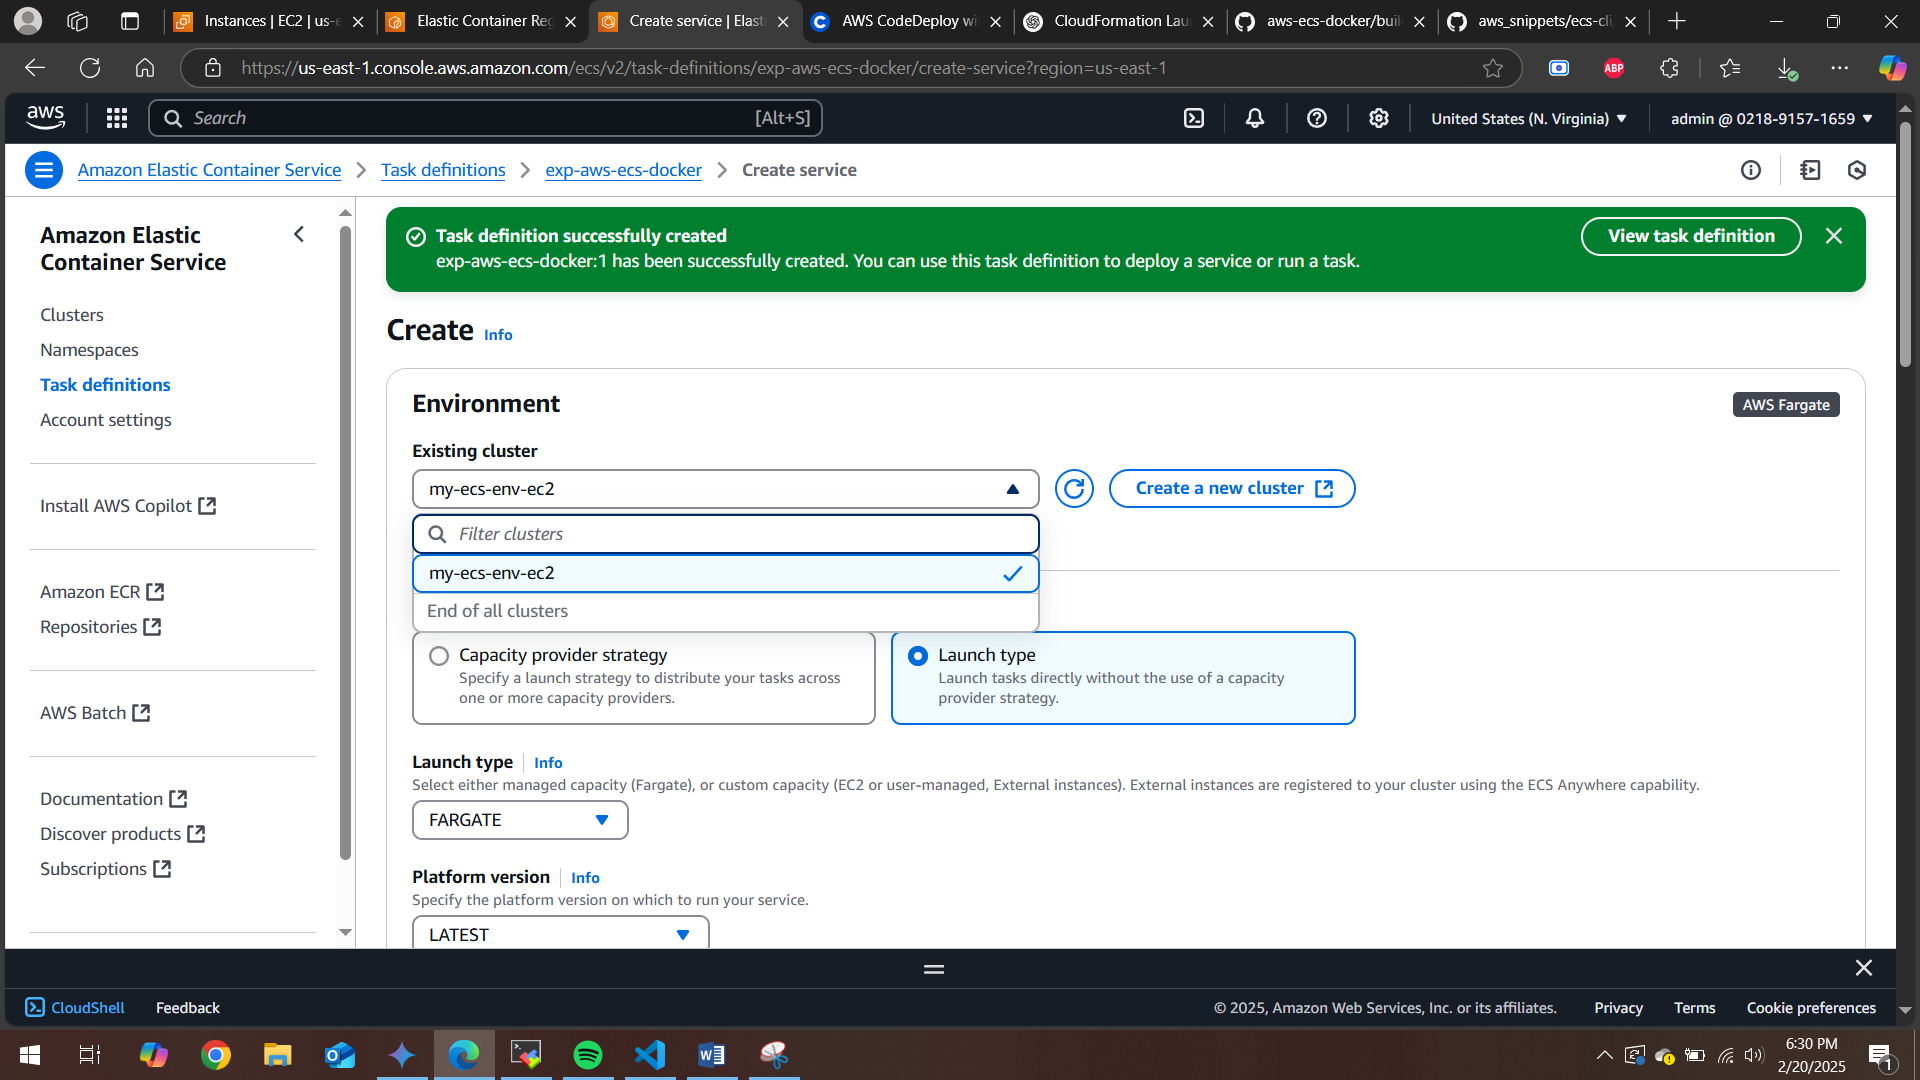 Instances | EC2 | us-e
Elastic Container Reg
Create service | Elasti
AWS CodeDeploy wi
CloudFormation Lau
aws-ecs-docker/buil
aws_snippets/ecs-cli
https://us-east-1.console.aws.amazon.com/ecs/v2/task-definitions/exp-aws-ecs-docker/create-service?region=us-east-1
ABP
aws
Search
[Alt+S]
United States (N. Virginia)
admin @ 0218-9157-1659
Amazon Elastic Container Service
Task definitions
exp-aws-ecs-docker
Create service
Amazon Elastic
Container Service
Clusters
Namespaces
Task definitions
Account settings
Install AWS Copilot
Amazon ECR
Repositories
AWS Batch
Documentation
Discover products
Subscriptions
Task definition successfully created
exp-aws-ecs-docker:1 has been successfully created. You can use this task definition to deploy a service or run a task.
View task definition
Create Info
Environment
AWS Fargate
Existing cluster
my-ecs-env-ec2
Create a new cluster
Filter clusters
my-ecs-env-ec2
End of all clusters
Capacity provider strategy
Specify a launch strategy to distribute your tasks across
one or more capacity providers.
Launch type
Launch tasks directly without the use of a capacity
provider strategy.
Launch type Info
Select either managed capacity (Fargate), or custom capacity (EC2 or user-managed, External instances). External instances are registered to your cluster using the ECS Anywhere capability.
FARGATE
Platform version Info
Specify the platform version on which to run your service.
LATEST
CloudShell
Feedback
© 2025, Amazon Web Services, Inc. or its affiliates.
Privacy
Terms
Cookie preferences
6:30 PM
2/20/2025
1